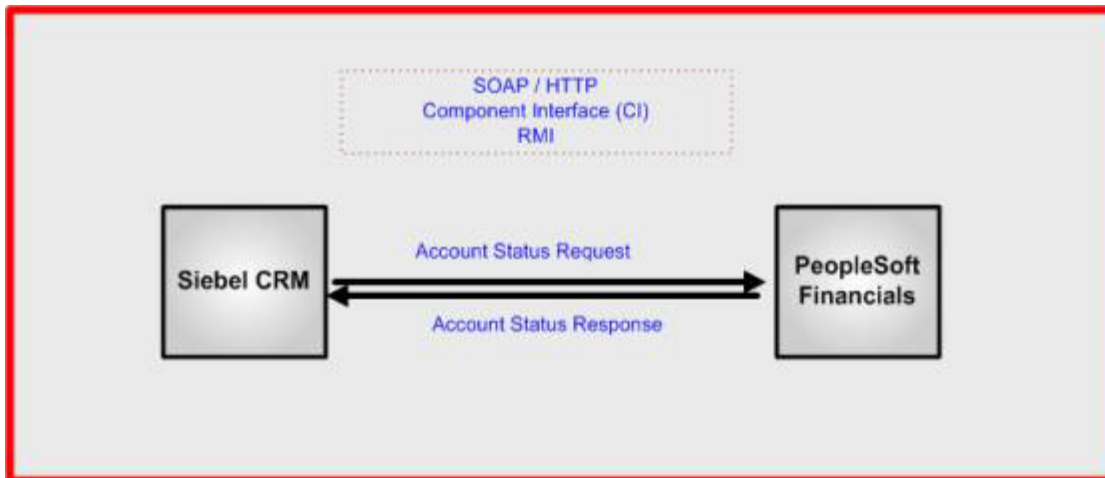 SOAP / HTTP
Component Interface (CI)
RMI
Siebel CRM
Account Status Request
Account Status Response
PeopleSoft
Financials